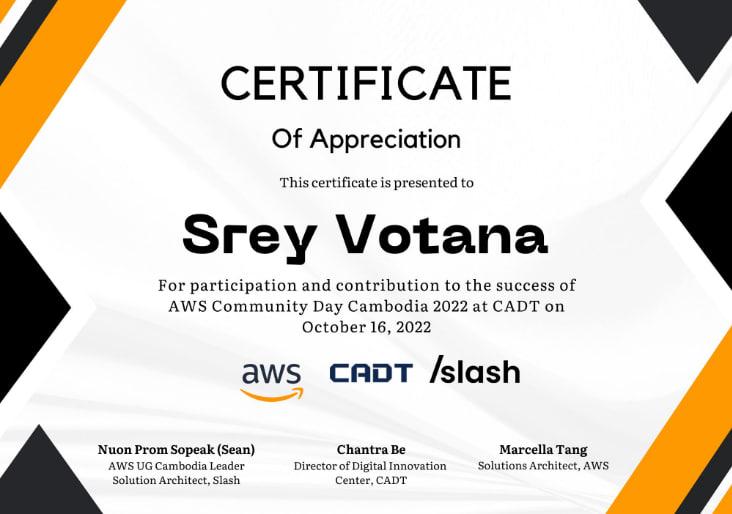 CERTIFICATE
Of Appreciation
This certificate is presented to
Srey Votana
For participation and contribution to the success of
AWS Community Day Cambodia 2022 at CADT on
October 16, 2022
aws CADT /slash
Nuon Prom Sopeak (Sean)
AWS UG Cambodia Leader
Solution Architect, Slash
Chantra Be
Director of Digital Innovation
Center, CADT
Marcella Tang
Solutions Architect, AWS